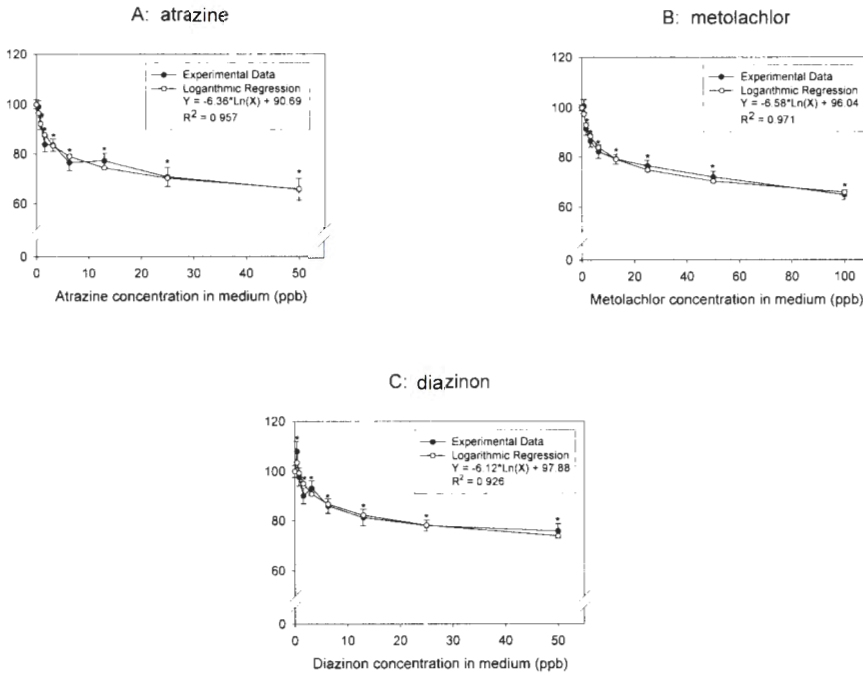 A: atrazine
120
100
80
60
0
Experimental Data
Logarithmic Regression
Y = -6.36*Ln(X) + 90.69
R² = 0.957
0 10 20 30 40 50
Atrazine concentration in medium (ppb)
B: metolachlor
120
100
80
60
0
Experimental Data
Logarithmic Regression
Y = -6.58*Ln(X) + 96.04
R² = 0.971
0 20 40 60 80 100
Metolachlor concentration in medium (ppb)
C: diazinon
120
100
80
60
0
Experimental Data
Logarithmic Regression
Y = -6.12*Ln(X) + 97.88
R² = 0.926
0 10 20 30 40 50
Diazinon concentration in medium (ppb)